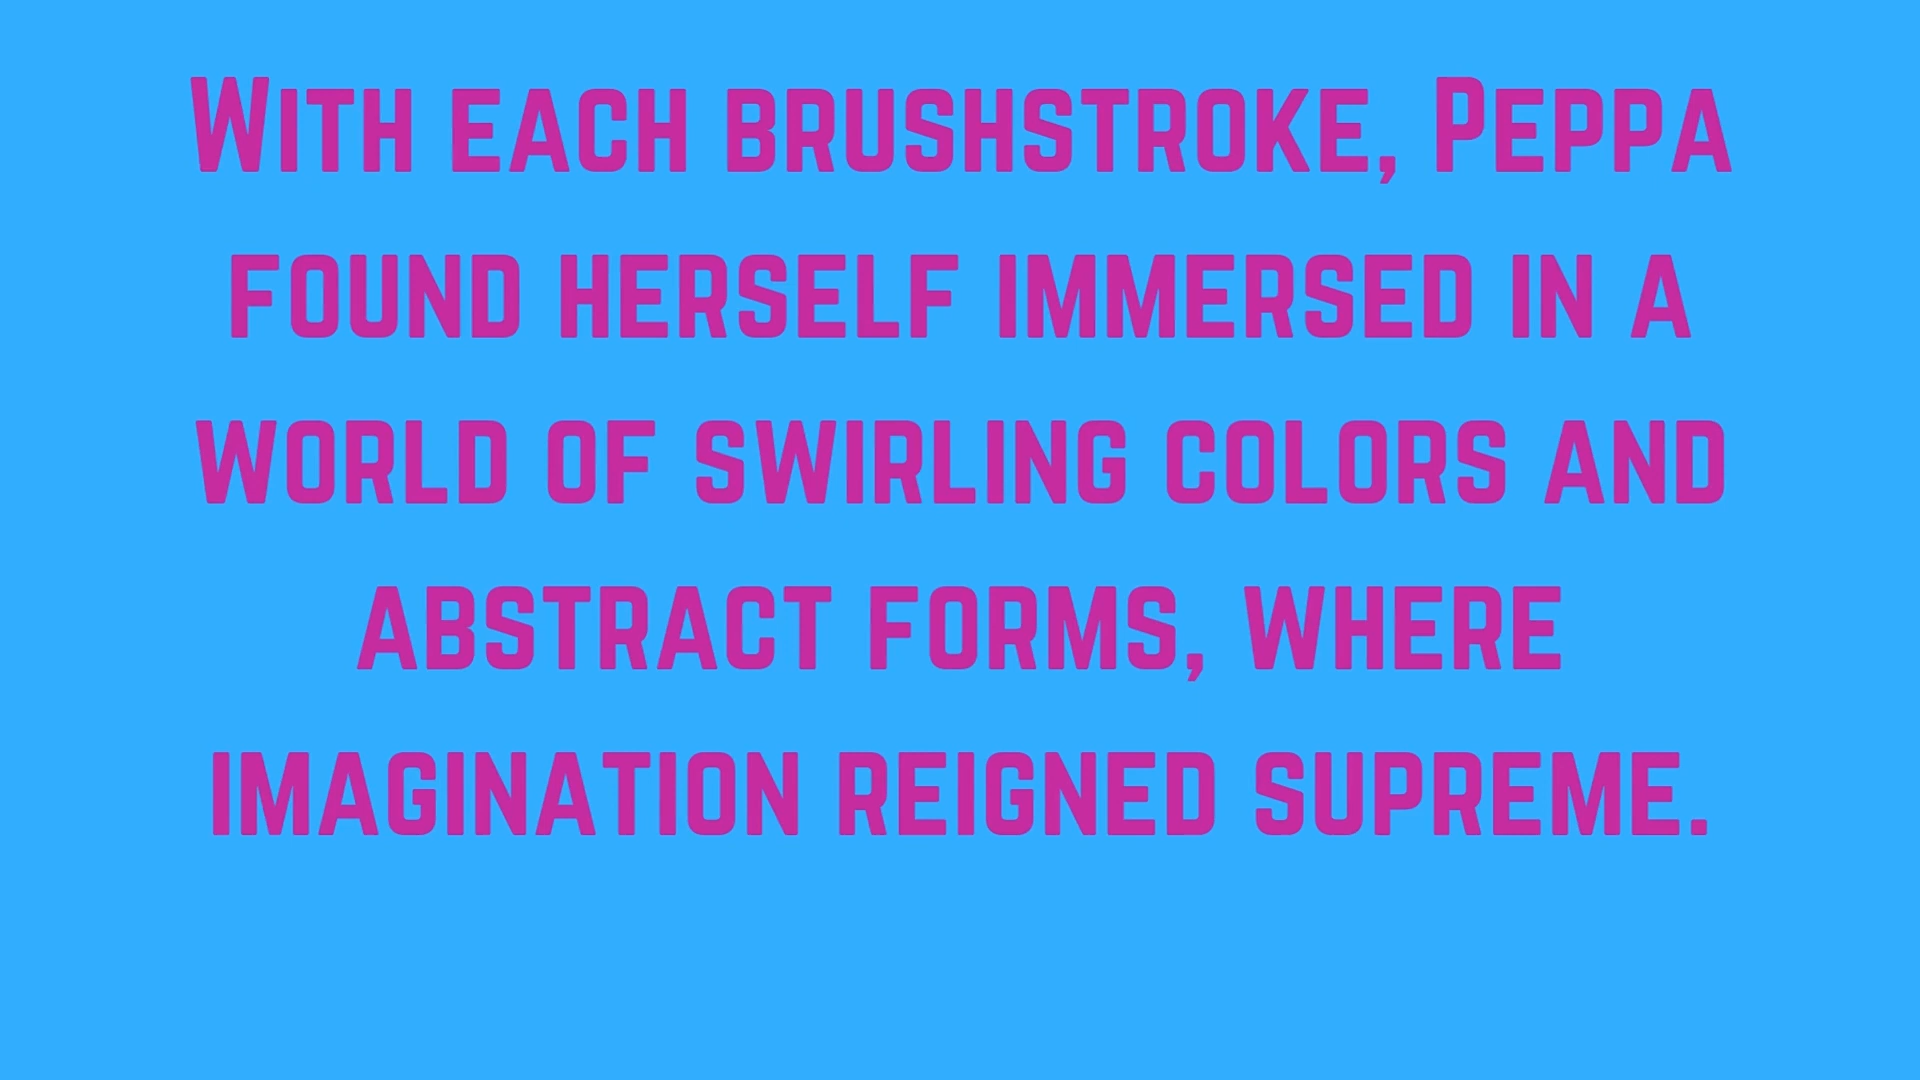 With each brushstroke, Peppa
found herself immersed in a
world of swirling colors and
abstract forms, where
imagination reigned supreme.